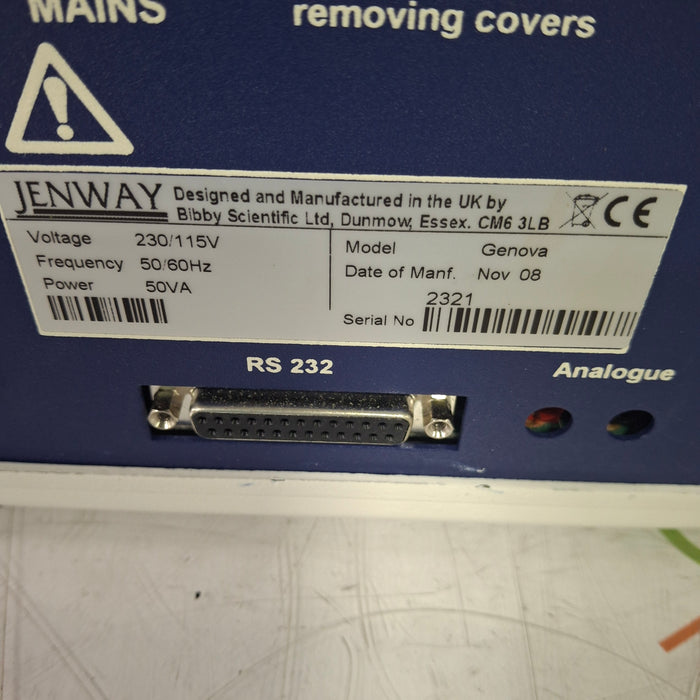 MAINS
removing covers
JENWAY
Designed and Manufactured in the UK by
Bibby Scientific Ltd, Dunmow, Essex. CM6 3LB
CE
Voltage 230/115V
Frequency 50/60Hz
Power 50VA
Model Genova
Date of Manf. Nov 08
2321
Serial No
RS 232
Analogue